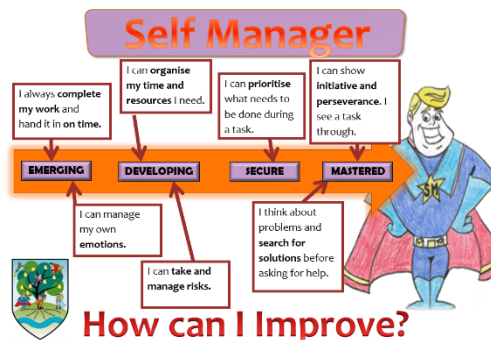 Self Manager
I always complete
my work and
hand it in on time.
I can organise
my time and
resources I need.
I can prioritise
what needs to
be done during
a task.
I can show
initiative and
perseverance. I
see a task
through.
EMERGING
DEVELOPING
SECURE
MASTERED
I can manage
my own
emotions.
I can take and
manage risks.
I think about
problems and
search for
solutions before
asking for help.
SM
How can I Improve?